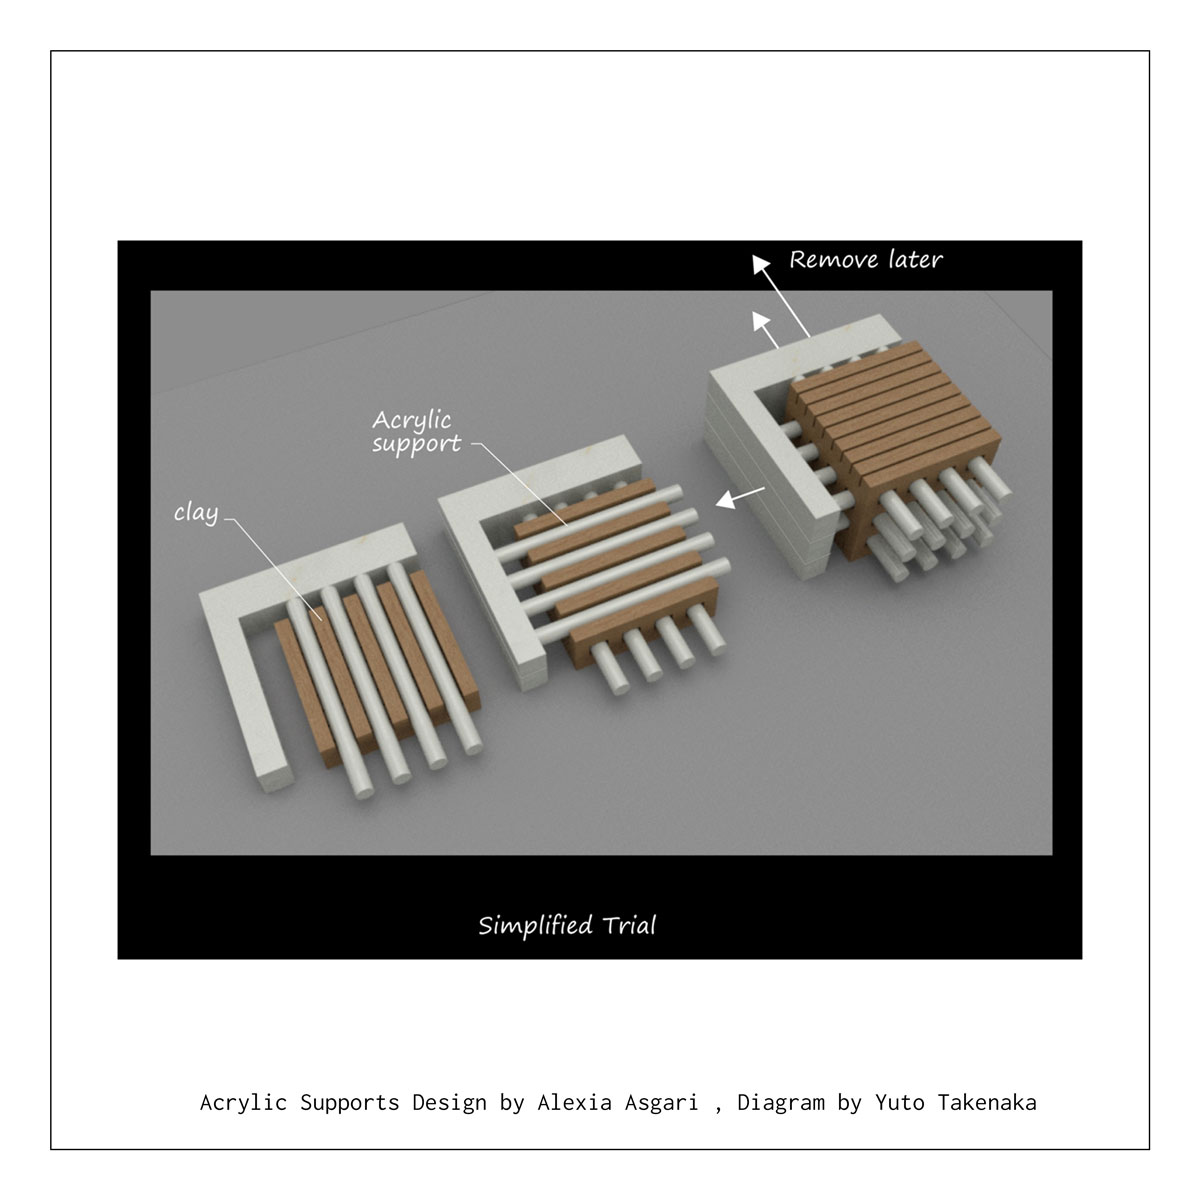 Remove later
Acrylic
support
clay
Simplified Trial
Acrylic Supports Design by Alexia Asgari , Diagram by Yuto Takenaka